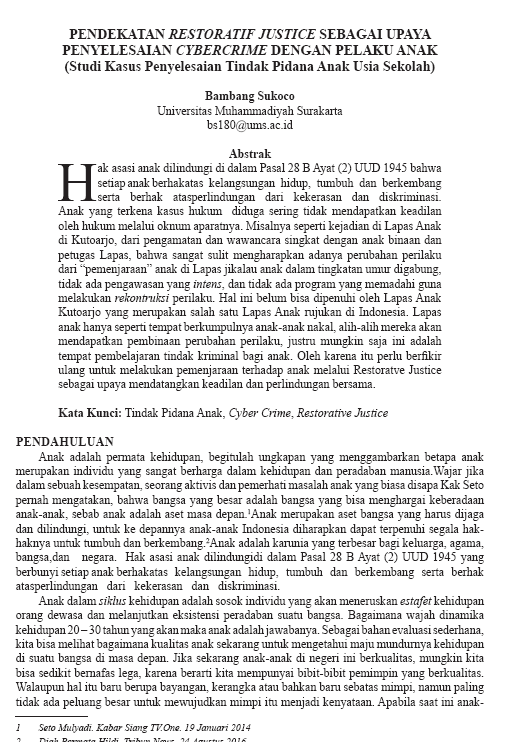 PENDEKATAN RESTORATIF JUSTICE SEBAGAI UPAYA
PENYELESAIAN CYBERCRIME DENGAN PELAKU ANAK
(Studi Kasus Penyelesaian Tindak Pidana Anak Usia Sekolah)
Bambang Sukoco
Universitas Muhammadiyah Surakarta
bs180@ums.ac.id
Abstrak
Hak asasi anak dilindungi di dalam Pasal 28 B Ayat (2) UUD 1945 bahwa
setiap anak berhakatas kelangsungan hidup, tumbuh dan berkembang
serta berhak atasperlindungan dari kekerasan dan diskriminasi.
Anak yang terkena kasus hukum diduga sering tidak mendapatkan keadilan
oleh hukum melalui oknum aparatnya. Misalnya seperti kejadian di Lapas Anak
di Kutoarjo, dari pengamatan dan wawancara singkat dengan anak binaan dan
petugas Lapas, bahwa sangat sulit mengharapkan adanya perubahan perilaku
dari “pemenjaraan” anak di Lapas jikalau anak dalam tingkatan umur digabung,
tidak ada pengawasan yang intens, dan tidak ada program yang memadahi guna
melakukan rekontruksi perilaku. Hal ini belum bisa dipenuhi oleh Lapas Anak
Kutoarjo yang merupakan salah satu Lapas Anak rujukan di Indonesia. Lapas
anak hanya seperti tempat berkumpulnya anak-anak nakal, alih-alih mereka akan
mendapatkan pembinaan perubahan perilaku, justru mungkin saja ini adalah
tempat pembelajaran tindak kriminal bagi anak. Oleh karena itu perlu berfikir
ulang untuk melakukan pemenjaraan terhadap anak melalui Restoratve Justice
sebagai upaya mendatangkan keadilan dan perlindungan bersama.
Kata Kunci: Tindak Pidana Anak, Cyber Crime, Restorative Justice
PENDAHULUAN
Anak adalah permata kehidupan, begitulah ungkapan yang menggambarkan betapa anak
merupakan individu yang sangat berharga dalam kehidupan dan peradaban manusia.Wajar jika
dalam sebuah kesempatan, seorang aktivis dan pemerhati masalah anak yang biasa disapa Kak Seto
pernah mengatakan, bahwa bangsa yang besar adalah bangsa yang bisa menghargai keberadaan
anak-anak, sebab anak adalah aset masa depan.¹Anak merupakan aset bangsa yang harus dijaga
dan dilindungi, untuk ke depannya anak-anak Indonesia diharapkan dapat terpenuhi segala hak-
haknya untuk tumbuh dan berkembang.²Anak adalah karunia yang terbesar bagi keluarga, agama,
bangsa,dan negara. Hak asasi anak dilindungidi dalam Pasal 28 B Ayat (2) UUD 1945 yang
berbunyi setiap anak berhakatas kelangsungan hidup, tumbuh dan berkembang serta berhak
atasperlindungan dari kekerasan dan diskriminasi.
Anak dalam siklus kehidupan adalah sosok individu yang akan meneruskan estafet kehidupan
orang dewasa dan melanjutkan eksistensi peradaban suatu bangsa. Bagaimana wajah dinamika
kehidupan 20 – 30 tahun yang akan maka anak adalah jawabanya. Sebagai bahan evaluasi sederhana,
kita bisa melihat bagaimana kualitas anak sekarang untuk mengetahui maju mundurnya kehidupan
di suatu bangsa di masa depan. Jika sekarang anak-anak di negeri ini berkualitas, mungkin kita
bisa sedikit bernafas lega, karena berarti kita mempunyai bibit-bibit pemimpin yang berkualitas.
Walaupun hal itu baru berupa bayangan, kerangka atau bahkan baru sebatas mimpi, namun paling
tidak ada peluang besar untuk mewujudkan mimpi itu menjadi kenyataan. Apabila saat ini anak-
1 Seto Mulyadi. Kabar Siang TV.One. 19 Januari 2014
2 Diah Permata Hildi. Tribun News. 24 Agustus 2016